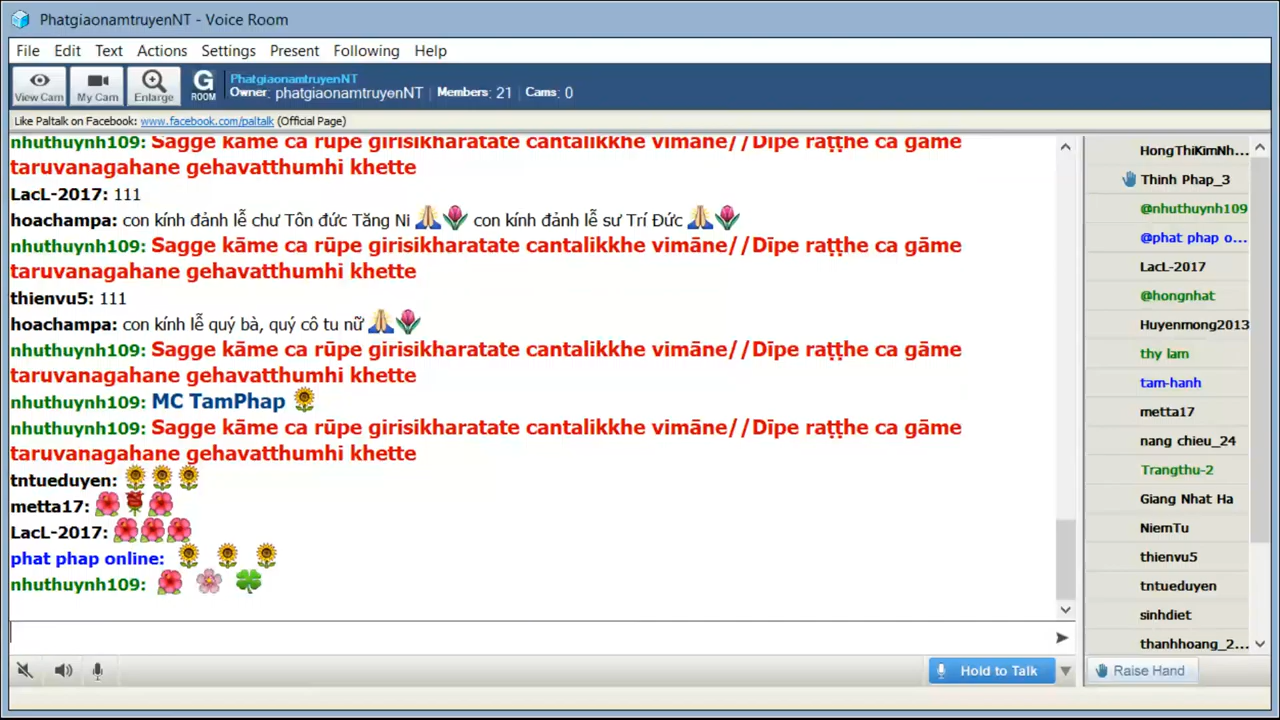 PhatgiaonamtruyenNT - Voice Room
File Edit Text Actions Settings Present Following Help
View Cam My Cam Enlarge G ROOM
PhatgiaonamtruyenNT
Owner: phatgiaonamtruyenNT Members: 21 Cams: 0
Like Paltalk on Facebook: www.facebook.com/paltalk (Official Page)
nhuthuynh109: Sagge kāme ca rūpe girisikharatate cantalikkhe vimāne//Dīpe raṭṭhe ca gāme
taruvanagahane gehavatthumhi khette
LacL-2017: 111
hoachampa: con kính đảnh lễ chư Tôn đức Tăng Ni 🙏🌷 con kính đảnh lễ sư Trí Đức 🙏🌷
nhuthuynh109: Sagge kāme ca rūpe girisikharatate cantalikkhe vimāne//Dīpe raṭṭhe ca gāme
taruvanagahane gehavatthumhi khette
thienvu5: 111
hoachampa: con kính lễ quý bà, quý cô tu nữ 🙏🌷
nhuthuynh109: Sagge kāme ca rūpe girisikharatate cantalikkhe vimāne//Dīpe raṭṭhe ca gāme
taruvanagahane gehavatthumhi khette
nhuthuynh109: MC TamPhap 🌻
nhuthuynh109: Sagge kāme ca rūpe girisikharatate cantalikkhe vimāne//Dīpe raṭṭhe ca gāme
taruvanagahane gehavatthumhi khette
tntueduyen: 🌻🌻🌻
metta17: 🌺🌹🌺
LacL-2017: 🌺🌺🌺
phat phap online: 🌻 🌻 🌻
nhuthuynh109: 🌺 🌸 🍀
HongThiKimNh...
Thinh Phap_3
@nhuthuynh109
@phat phap o...
LacL-2017
@hongnhat
Huyenmong2013
thy lam
tam-hanh
metta17
nang chieu_24
Trangthu-2
Giang Nhat Ha
NiemTu
thienvu5
tntueduyen
sinhdiet
thanhhoang_2...
Hold to Talk
Raise Hand